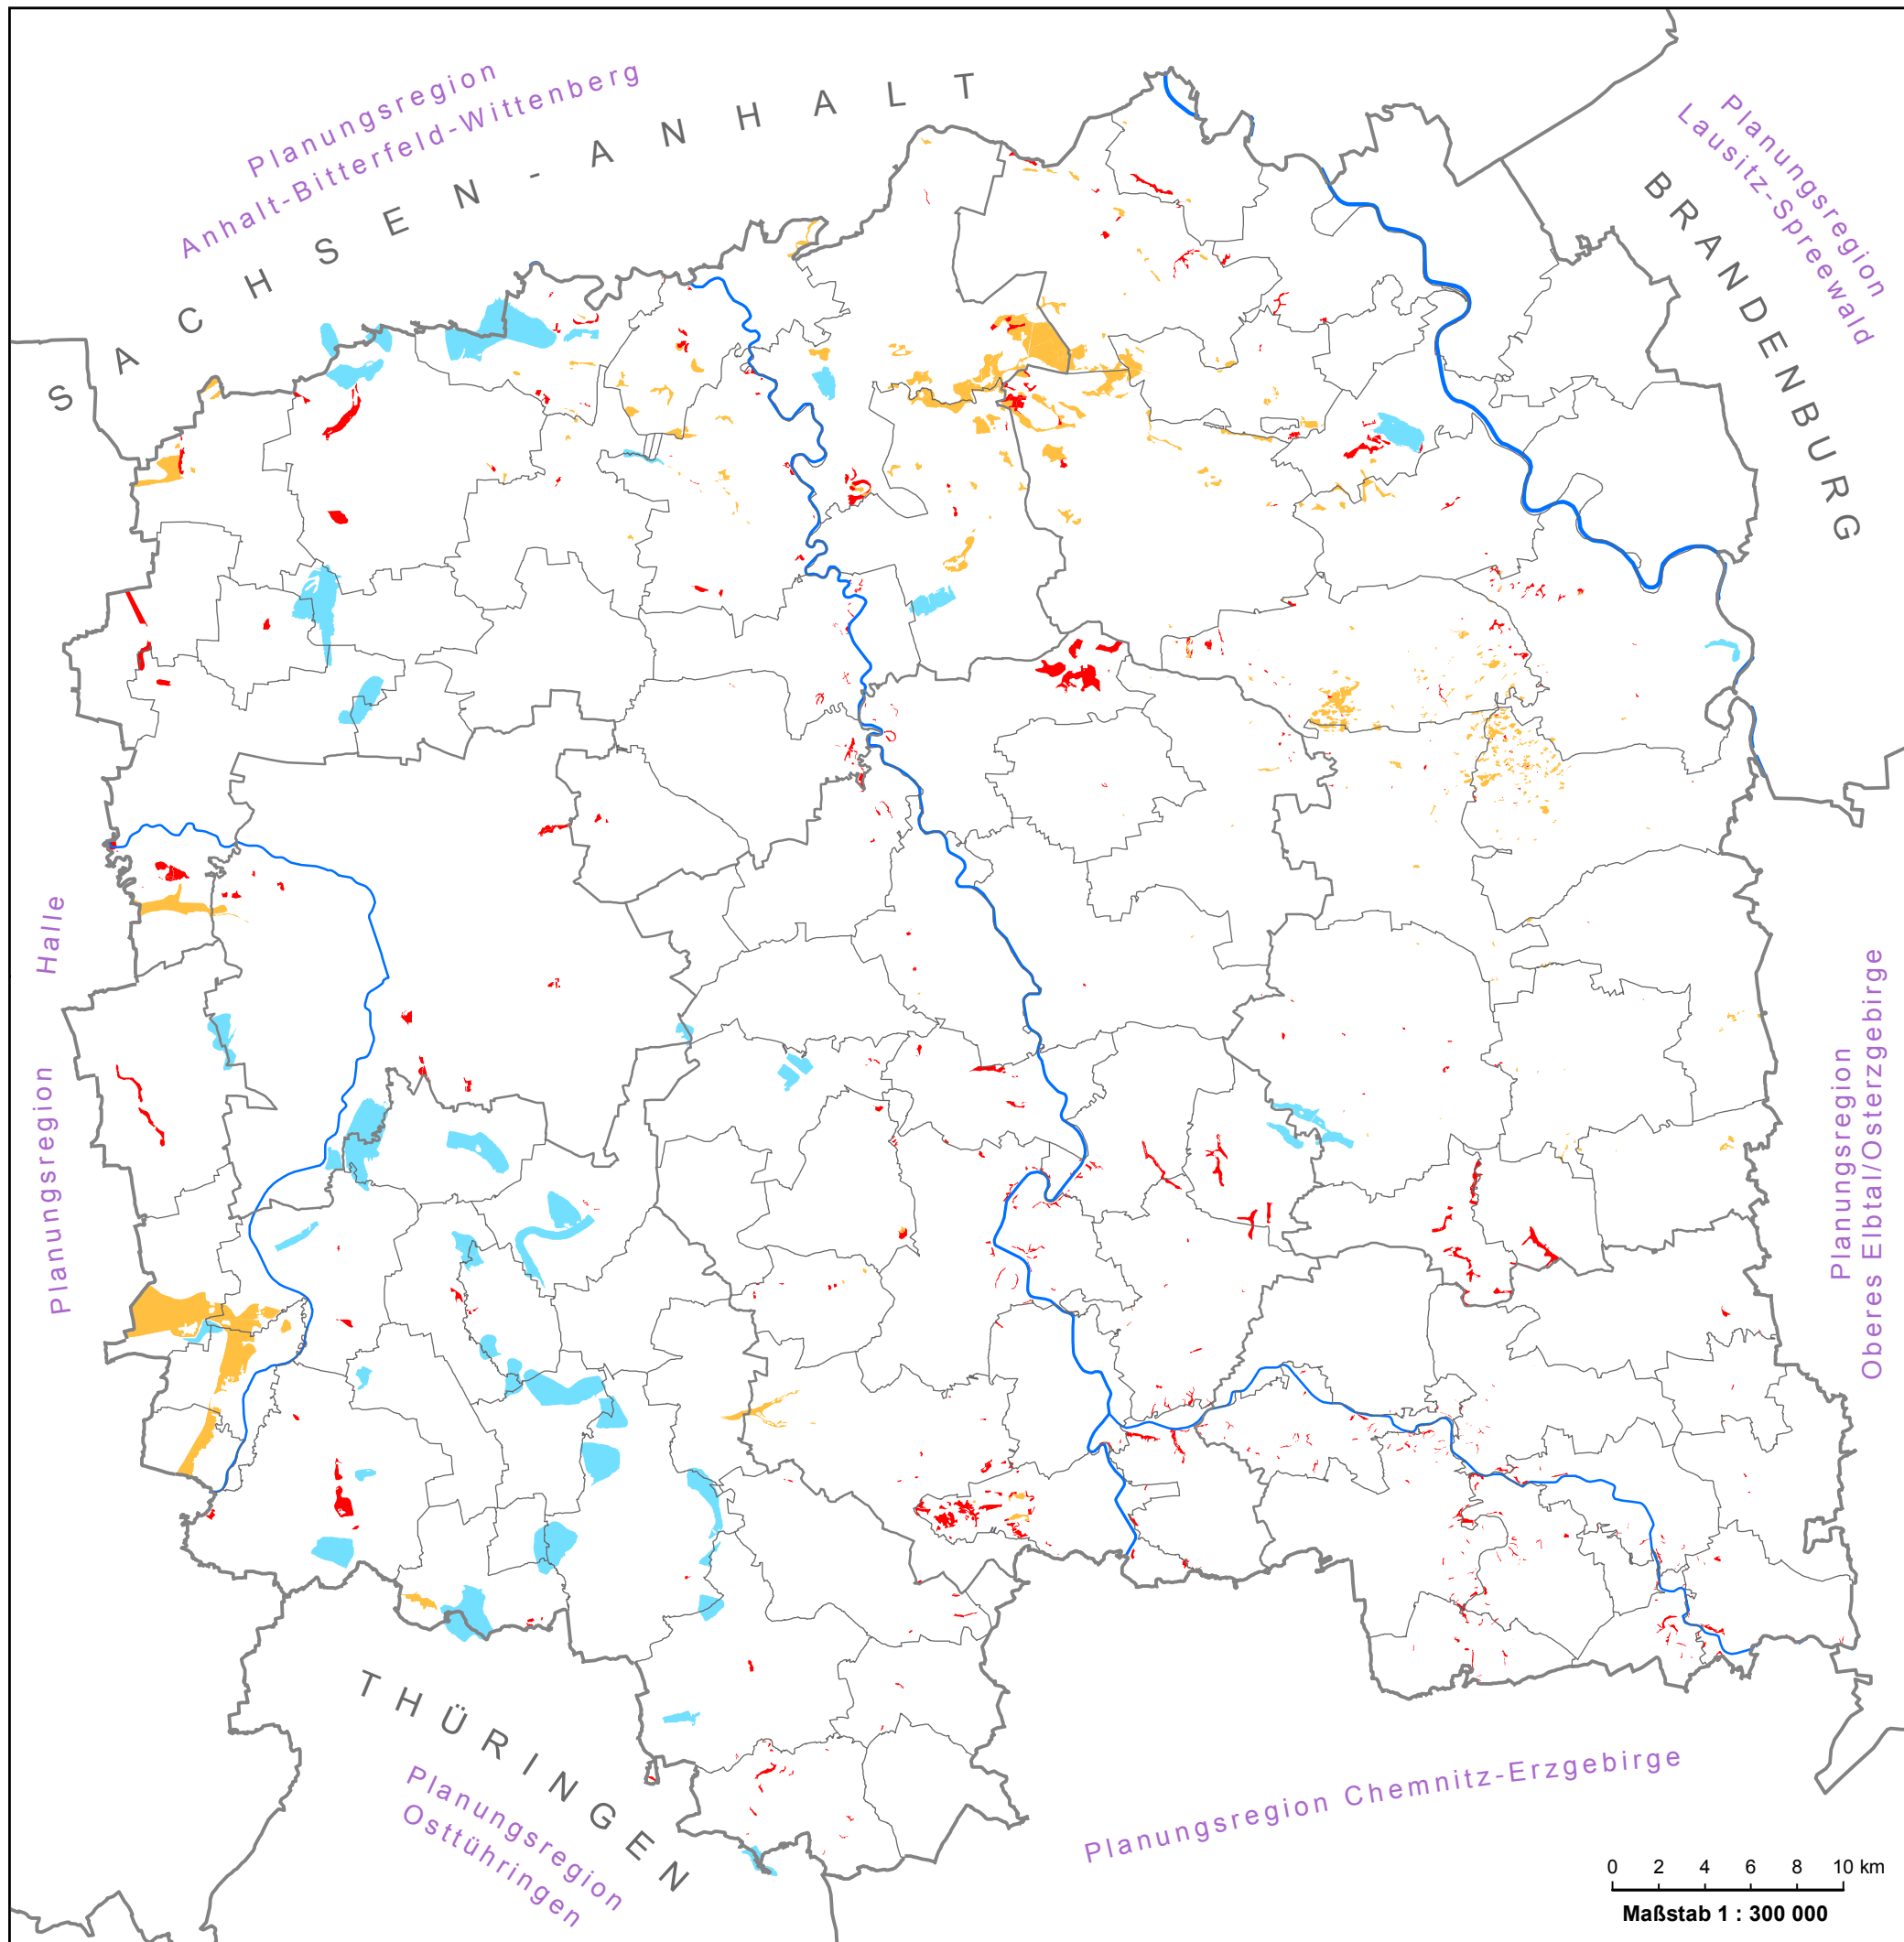 Planungsregion
Anhalt-Bitterfeld-Wittenberg
SACHSEN-ANHALT
Planungsregion
Lausitz-Spreewald
BRANDENBURG
Planungsregion Halle
Planungsregion
Oberes Elbtal/Osterzgebirge
THÜRINGEN
Planungsregion
Osttühringen
Planungsregion Chemnitz-Erzgebirge
0 2 4 6 8 10 km
Maßstab 1 : 300 000